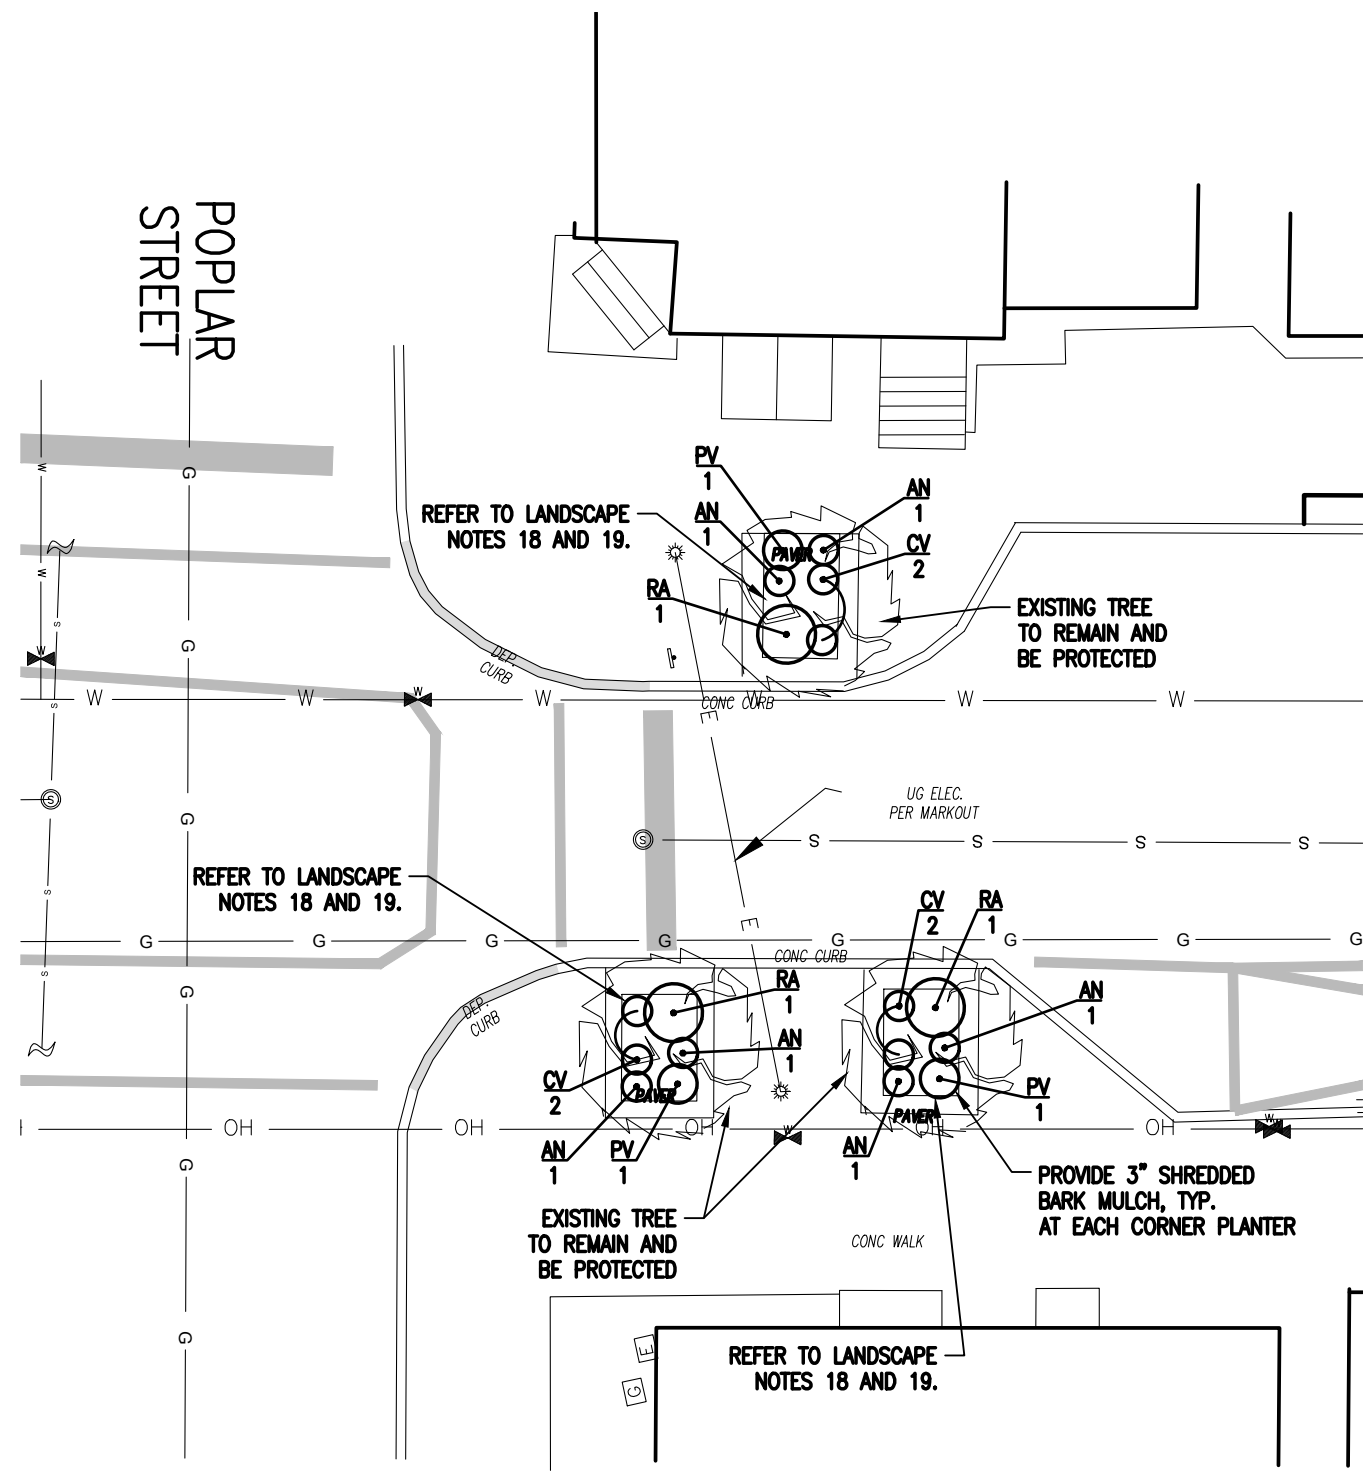 POPLAR
STREET
PV
1
AN
1
AN
1
REFER TO LANDSCAPE
NOTES 18 AND 19.
CV
2
PAVER
RA
1
EXISTING TREE
TO REMAIN AND
BE PROTECTED
DEP.
CURB
CONC CURB
W
W
W
W
W
W
W
W
W
W
G
G
G
G
G
G
S
S
S
S
S
S
E
E
UG ELEC.
PER MARKOUT
S
S
S
S
S
S
REFER TO LANDSCAPE
NOTES 18 AND 19.
CV
2
RA
1
G
G
G
G
G
G
G
G
CONC CURB
RA
1
AN
1
DEP.
CURB
AN
1
CV
2
PAVER
PV
1
PAVER
OH
OH
OH
OH
OH
W
W
AN
1
PV
1
AN
1
PROVIDE 3" SHREDDED
BARK MULCH, TYP.
AT EACH CORNER PLANTER
EXISTING TREE
TO REMAIN AND
BE PROTECTED
CONC WALK
E
G
REFER TO LANDSCAPE
NOTES 18 AND 19.